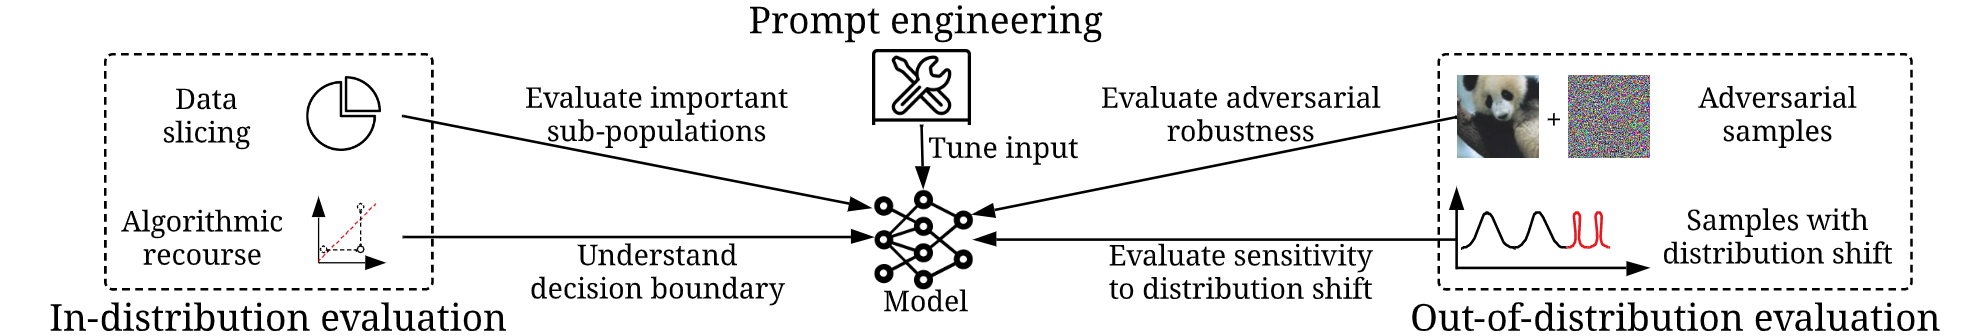 Prompt engineering
Data
slicing
Evaluate important
sub-populations
Tune input
Evaluate adversarial
robustness
+
Adversarial
samples
Algorithmic
recourse
Understand
decision boundary
Model
Evaluate sensitivity
to distribution shift
Samples with
distribution shift
In-distribution evaluation
Out-of-distribution evaluation